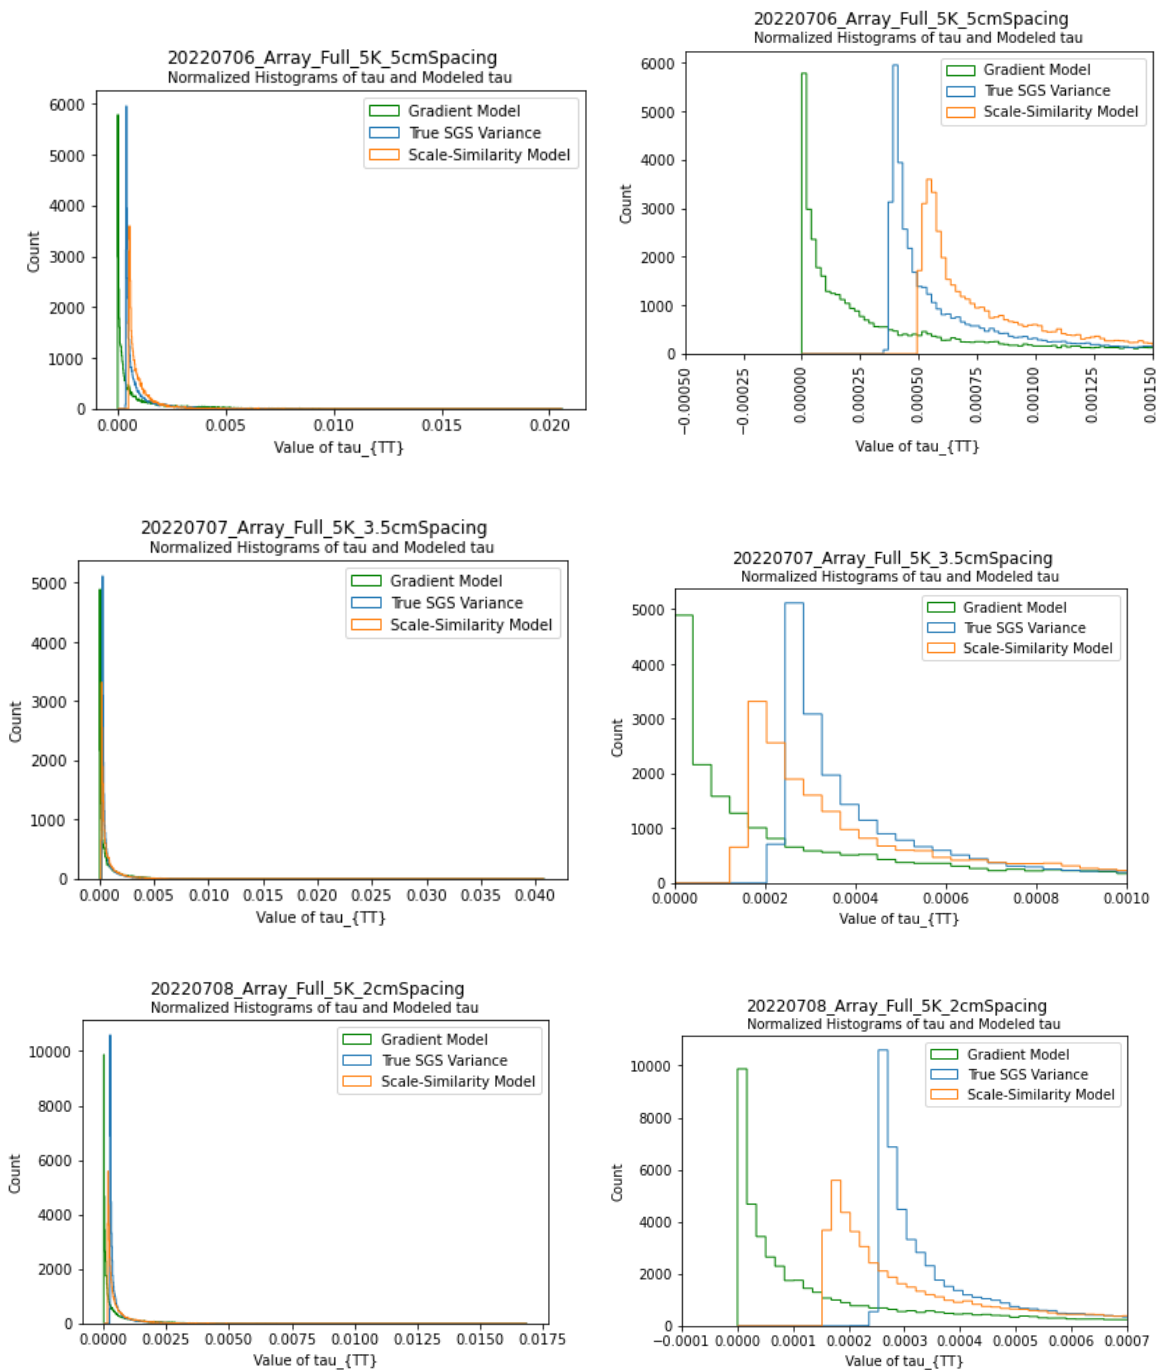 20220706_Array_Full_5K_5cmSpacing
Normalized Histograms of tau and Modeled tau
Gradient Model
True SGS Variance
Scale-Similarity Model
6000
5000
4000
3000
2000
1000
0
Count
0.000 0.005 0.010 0.015 0.020
Value of tau_{TT}
20220706_Array_Full_5K_5cmSpacing
Normalized Histograms of tau and Modeled tau
Gradient Model
True SGS Variance
Scale-Similarity Model
6000
5000
4000
3000
2000
1000
0
Count
−0.00050 −0.00025 0.00000 0.00025 0.00050 0.00075 0.00100 0.00125 0.00150
Value of tau_{TT}
20220707_Array_Full_5K_3.5cmSpacing
Normalized Histograms of tau and Modeled tau
Gradient Model
True SGS Variance
Scale-Similarity Model
5000
4000
3000
2000
1000
0
Count
0.000 0.005 0.010 0.015 0.020 0.025 0.030 0.035 0.040
Value of tau_{TT}
20220707_Array_Full_5K_3.5cmSpacing
Normalized Histograms of tau and Modeled tau
Gradient Model
True SGS Variance
Scale-Similarity Model
5000
4000
3000
2000
1000
0
Count
0.0000 0.0002 0.0004 0.0006 0.0008 0.0010
Value of tau_{TT}
20220708_Array_Full_5K_2cmSpacing
Normalized Histograms of tau and Modeled tau
Gradient Model
True SGS Variance
Scale-Similarity Model
10000
8000
6000
4000
2000
0
Count
0.0000 0.0025 0.0050 0.0075 0.0100 0.0125 0.0150 0.0175
Value of tau_{TT}
20220708_Array_Full_5K_2cmSpacing
Normalized Histograms of tau and Modeled tau
Gradient Model
True SGS Variance
Scale-Similarity Model
10000
8000
6000
4000
2000
0
Count
−0.0001 0.0000 0.0001 0.0002 0.0003 0.0004 0.0005 0.0006 0.0007
Value of tau_{TT}